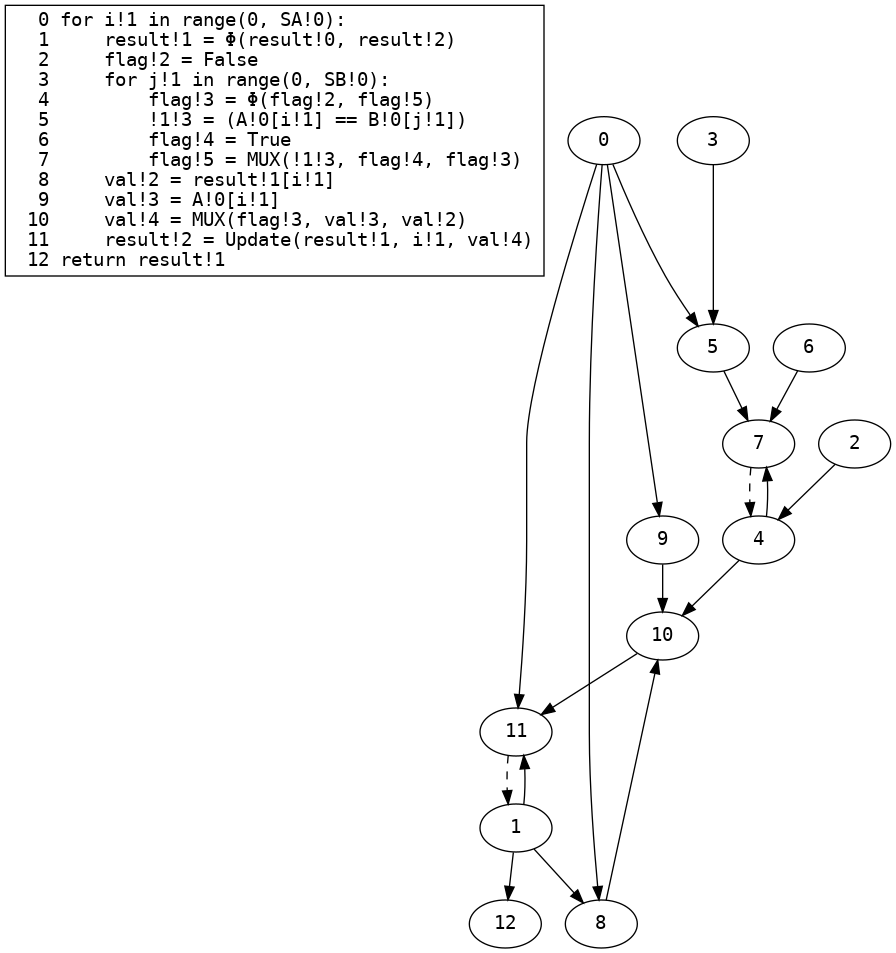 0 for i!1 in range(0, SA!0):
1     result!1 = Φ(result!0, result!2)
2     flag!2 = False
3     for j!1 in range(0, SB!0):
4         flag!3 = Φ(flag!2, flag!5)
5         !1!3 = (A!0[i!1] == B!0[j!1])
6         flag!4 = True
7         flag!5 = MUX(!1!3, flag!4, flag!3)
8     val!2 = result!1[i!1]
9     val!3 = A!0[i!1]
10     val!4 = MUX(flag!3, val!3, val!2)
11     result!2 = Update(result!1, i!1, val!4)
12 return result!1
0 3
5 6
7 2
9 4
10
11
1
12 8